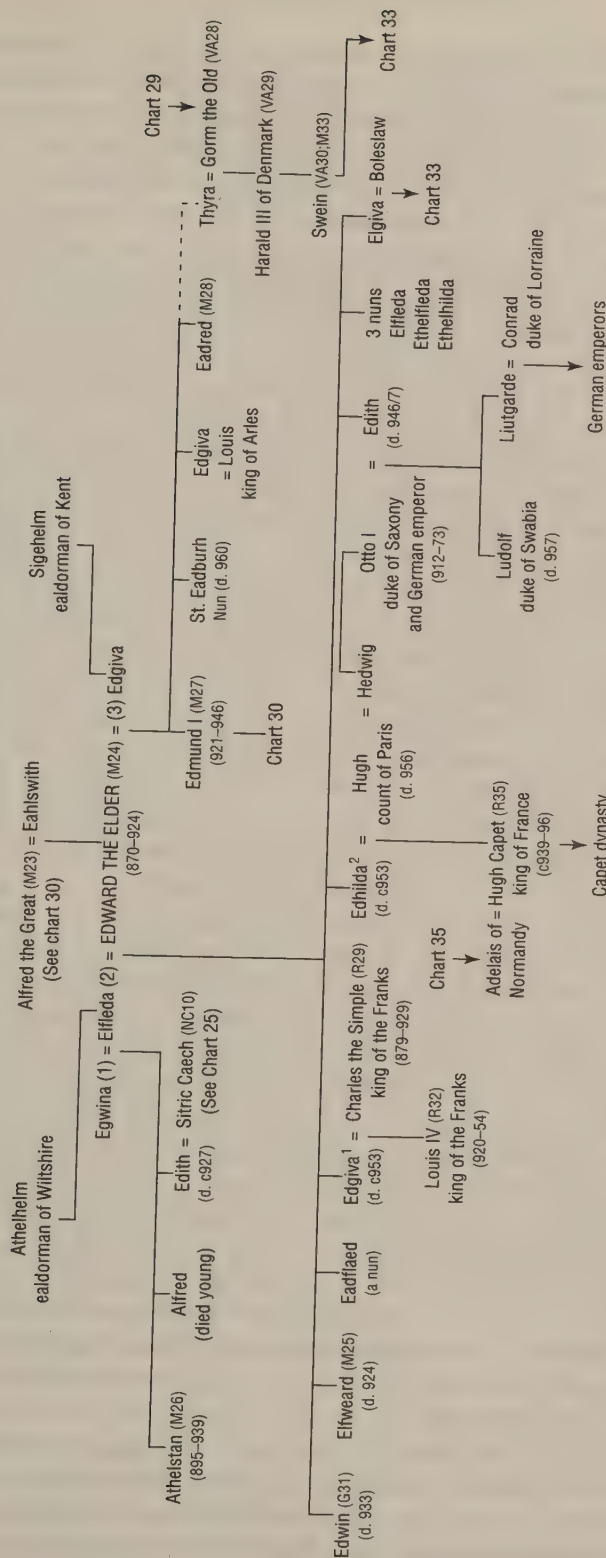 Alfred the Great (M23) = Eahlswith
(See chart 30)
Athelhelm
ealdorman of Wiltshire
Sigehelm
ealdorman of Kent
Egwina (1) = Elfleda (2) = EDWARD THE ELDER (M24) = (3) Edgiva
(870–924)
Chart 29
Athelstan (M26)
(895–939)
Alfred
(died young)
Edith = Sitric Caech (NC10)
(d. c927) (See Chart 25)
Edmund I (M27)
(921–946)
Chart 30
St. Eadburh
Nun (d. 960)
Edgiva
= Louis
king of Arles
Eadred (M28)
Thyra = Gorm the Old (VA28)
Harald III of Denmark (VA29)
Swein (VA30;M33)
Chart 33
Edwin (G31)
(d. 933)
Elfweard (M25)
(d. 924)
Eadflaed
(a nun)
Edgiva¹ = Charles the Simple (R29)
(d. c953) king of the Franks
(879–929)
Louis IV (R32)
king of the Franks
(920–54)
Edhilda² = Hugh = Hedwig
(d. c953) count of Paris
(d. 956)
Chart 35
Adelais of = Hugh Capet (R35)
Normandy king of France
(c939–96)
Capet dynasty
Otto I = Edith
duke of Saxony (d. 946/7)
and German emperor
(912–73)
Ludolf
duke of Swabia
(d. 957)
Liutgarde = Conrad
duke of Lorraine
German emperors
3 nuns
Elfleda
Ethelfleda
Ethelhilda
Elgiva = Boleslaw
Chart 33